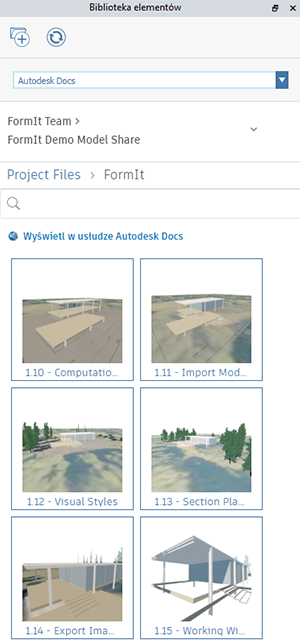 Biblioteka elementów
Autodesk Docs
FormIt Team >
FormIt Demo Model Share
Project Files > FormIt
Wyświetl w usłudze Autodesk Docs
1.10 - Computatio...
1.11 - Import Mod...
1.12 - Visual Styles
1.13 - Section Pla...
1.14 - Export Ima...
1.15 - Working Wi...